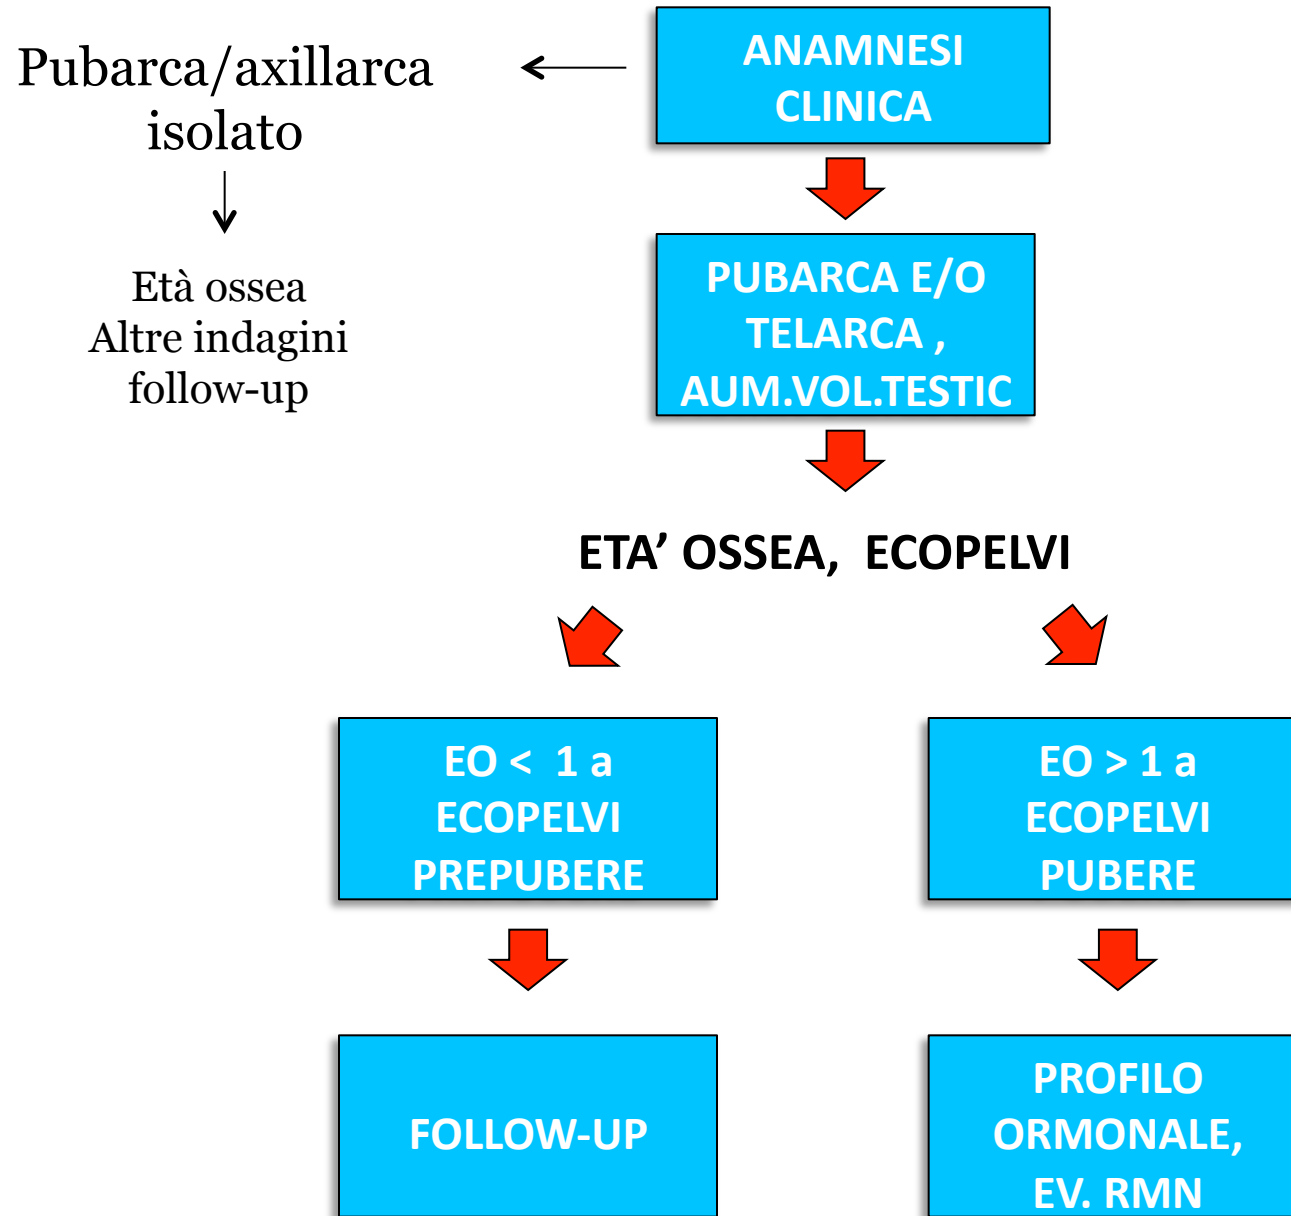 Pubarca/axillarca
isolato
Età ossea
Altre indagini
follow-up
ANAMNESI
CLINICA
PUBARCA E/O
TELARCA ,
AUM.VOL.TESTIC
ETA’ OSSEA,  ECOPELVI
EO <  1 a
ECOPELVI
PREPUBERE
EO > 1 a
ECOPELVI
PUBERE
FOLLOW-UP
PROFILO
ORMONALE,
EV. RMN